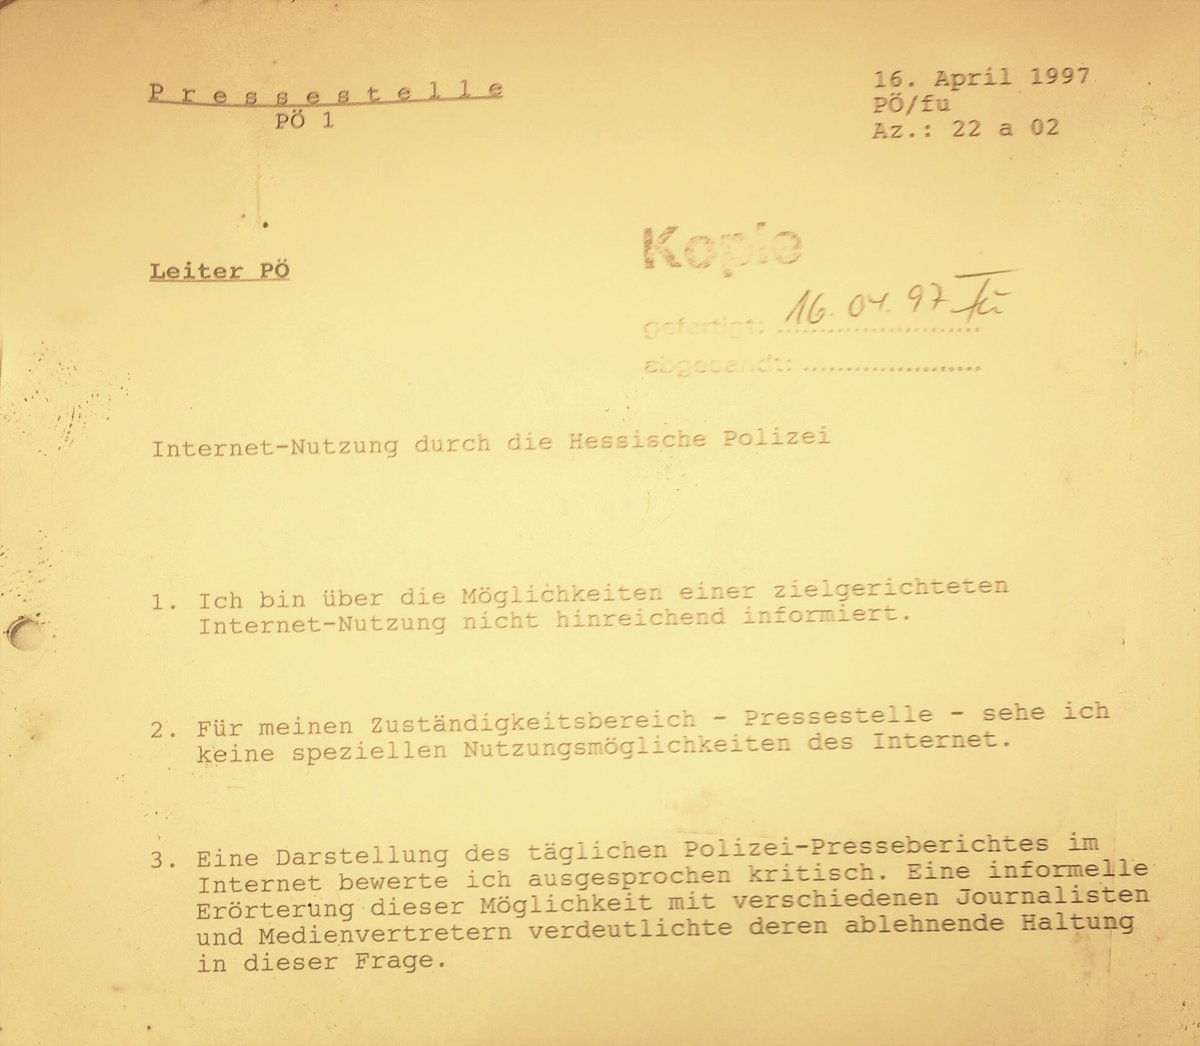 P r e s s e s t e l l e
PÖ 1
16. April 1997
PÖ/fu
Az.: 22 a 02
Leiter PÖ
Kopie
gefertigt: 16.04.97 Fü
abgesandt:
Internet-Nutzung durch die Hessische Polizei
1. Ich bin über die Möglichkeiten einer zielgerichteten
Internet-Nutzung nicht hinreichend informiert.
2. Für meinen Zuständigkeitsbereich - Pressestelle - sehe ich
keine speziellen Nutzungsmöglichkeiten des Internet.
3. Eine Darstellung des täglichen Polizei-Presseberichtes im
Internet bewerte ich ausgesprochen kritisch. Eine informelle
Erörterung dieser Möglichkeit mit verschiedenen Journalisten
und Medienvertretern verdeutlichte deren ablehnende Haltung
in dieser Frage.